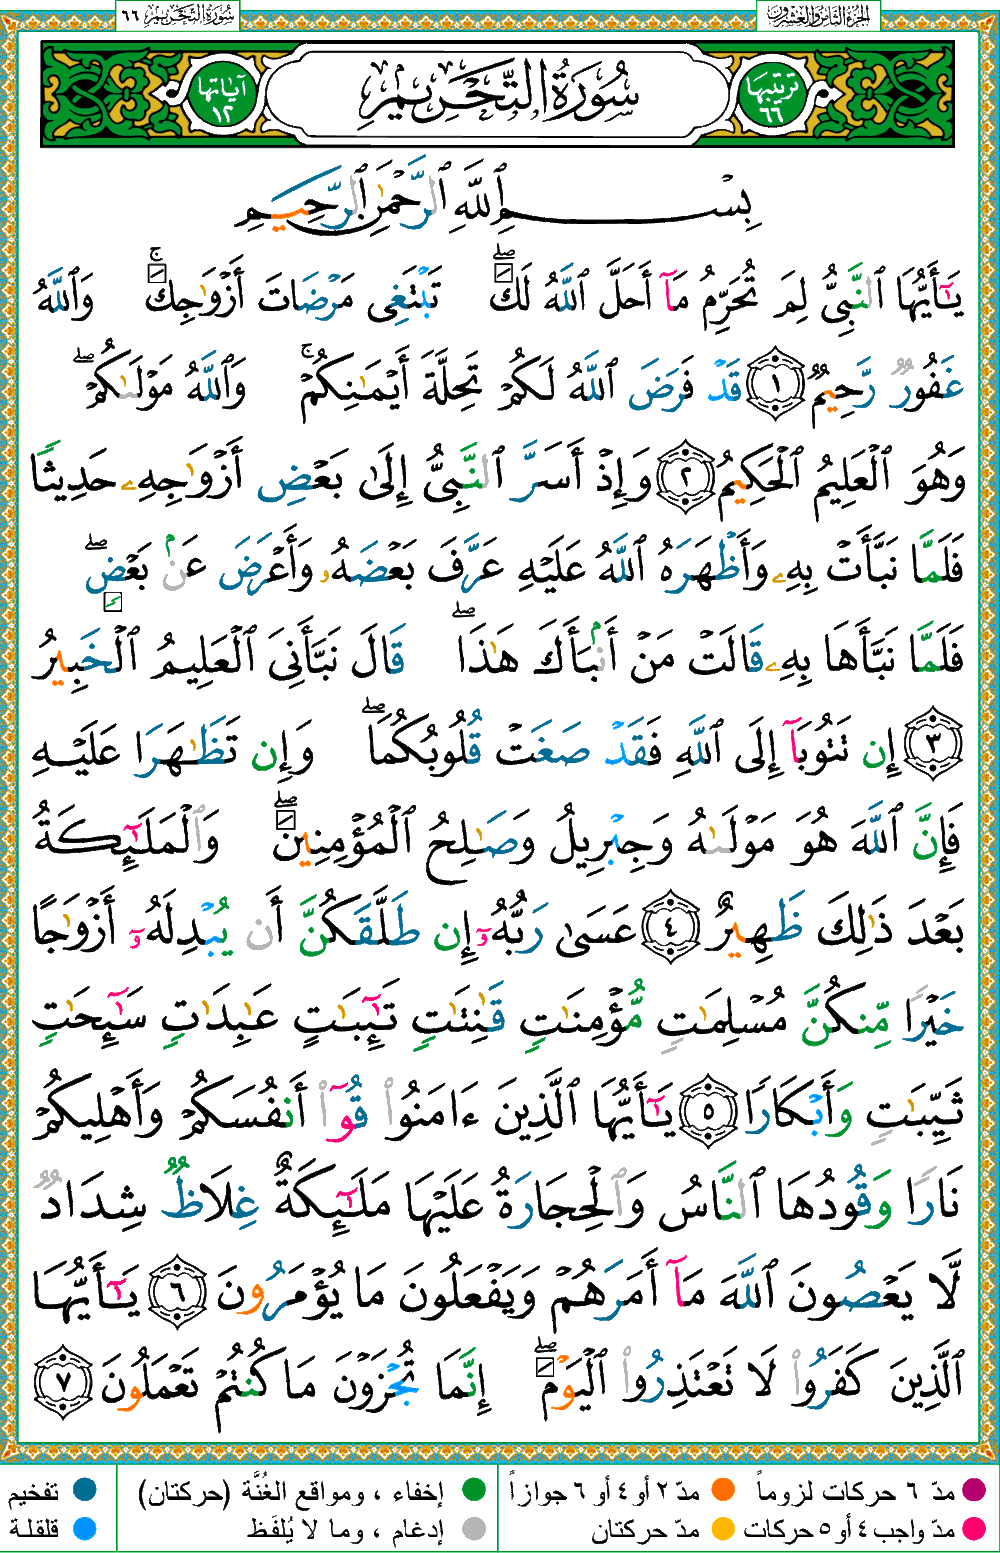 الجزء الثامن والعشرون
سورة التحريم ٦٦
ترتيبها ٦٦
سُورَةُ التَّحْرِيمِ
آياتها ١٢
بِسْمِ ٱللَّهِ ٱلرَّحْمَٰنِ ٱلرَّحِيمِ
يَٰٓأَيُّهَا ٱلنَّبِيُّ لِمَ تُحَرِّمُ مَآ أَحَلَّ ٱللَّهُ لَكَ ۖ تَبْتَغِى مَرْضَاتَ أَزْوَٰجِكَ ۚ وَٱللَّهُ
غَفُورٌ رَّحِيمٌ ١ قَدْ فَرَضَ ٱللَّهُ لَكُمْ تَحِلَّةَ أَيْمَٰنِكُمْ ۚ وَٱللَّهُ مَوْلَىٰكُمْ ۖ
وَهُوَ ٱلْعَلِيمُ ٱلْحَكِيمُ ٢ وَإِذْ أَسَرَّ ٱلنَّبِىُّ إِلَىٰ بَعْضِ أَزْوَٰجِهِۦ حَدِيثًا
فَلَمَّا نَبَّأَتْ بِهِۦ وَأَظْهَرَهُ ٱللَّهُ عَلَيْهِ عَرَّفَ بَعْضَهُۥ وَأَعْرَضَ عَنۢ بَعْضٍ ۖ
فَلَمَّا نَبَّأَهَا بِهِۦ قَالَتْ مَنْ أَنۢبَأَكَ هَٰذَا ۖ قَالَ نَبَّأَنِىَ ٱلْعَلِيمُ ٱلْخَبِيرُ
٣ إِن تَتُوبَآ إِلَى ٱللَّهِ فَقَدْ صَغَتْ قُلُوبُكُمَا ۖ وَإِن تَظَٰهَرَا عَلَيْهِ
فَإِنَّ ٱللَّهَ هُوَ مَوْلَىٰهُ وَجِبْرِيلُ وَصَٰلِحُ ٱلْمُؤْمِنِينَ ۖ وَٱلْمَلَٰٓئِكَةُ
بَعْدَ ذَٰلِكَ ظَهِيرٌ ٤ عَسَىٰ رَبُّهُۥٓ إِن طَلَّقَكُنَّ أَن يُبْدِلَهُۥٓ أَزْوَٰجًا
خَيْرًا مِّنكُنَّ مُسْلِمَٰتٍ مُّؤْمِنَٰتٍ قَٰنِتَٰتٍ تَٰٓئِبَٰتٍ عَٰبِدَٰتٍ سَٰٓئِحَٰتٍ
ثَيِّبَٰتٍ وَأَبْكَارًا ٥ يَٰٓأَيُّهَا ٱلَّذِينَ ءَامَنُوا۟ قُوٓا۟ أَنفُسَكُمْ وَأَهْلِيكُمْ
نَارًا وَقُودُهَا ٱلنَّاسُ وَٱلْحِجَارَةُ عَلَيْهَا مَلَٰٓئِكَةٌ غِلَاظٌ شِدَادٌ
لَّا يَعْصُونَ ٱللَّهَ مَآ أَمَرَهُمْ وَيَفْعَلُونَ مَا يُؤْمَرُونَ ٦ يَٰٓأَيُّهَا
ٱلَّذِينَ كَفَرُوا۟ لَا تَعْتَذِرُوا۟ ٱلْيَوْمَ ۖ إِنَّمَا تُجْزَوْنَ مَا كُنتُمْ تَعْمَلُونَ ٧
مدّ ٦ حركات لزوماً
مدّ ٢ أو ٤ أو ٦ جوازاً
إخفاء ، ومواقع الغُنَّة (حركتان)
تفخيم
مدّ واجب ٤ أو ٥ حركات
مدّ حركتان
إدغام ، وما لا يُلفَظ
قلقلة